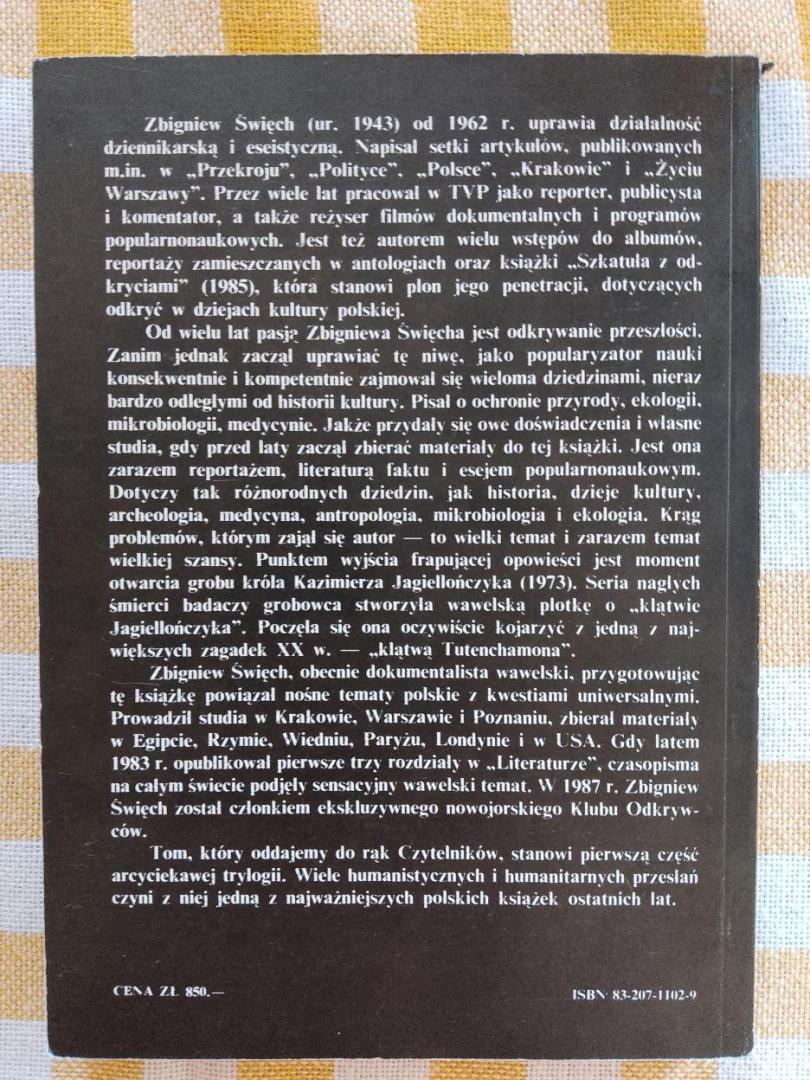 Zbigniew Święch (ur. 1943) od 1962 r. uprawia działalność
dziennikarską i eseistyczną. Napisał setki artykułów, publikowanych
m.in. w „Przekroju”, „Polityce”, „Polsce”, „Krakowie” i „Życiu
Warszawy”. Przez wiele lat pracował w TVP jako reporter, publicysta
i komentator, a także reżyser filmów dokumentalnych i programów
popularnonaukowych. Jest też autorem wielu wstępów do albumów,
reportaży zamieszczanych w antologiach oraz książki „Szkatuła z od-
kryciami” (1985), która stanowi plon jego penetracji, dotyczących
odkryć w dziejach kultury polskiej.
Od wielu lat pasją Zbigniewa Święcha jest odkrywanie przeszłości.
Zanim jednak zaczął uprawiać tę niwę, jako popularyzator nauki
konsekwentnie i kompetentnie zajmował się wieloma dziedzinami, nieraz
bardzo odległymi od historii kultury. Pisał o ochronie przyrody, ekologii,
mikrobiologii, medycynie. Jakże przydały się owe doświadczenia i własne
studia, gdy przed laty zaczął zbierać materiały do tej książki. Jest ona
zarazem reportażem, literaturą faktu i esejem popularnonaukowym.
Dotyczy tak różnorodnych dziedzin, jak historia, dzieje kultury,
archeologia, medycyna, antropologia, mikrobiologia i ekologia. Krąg
problemów, którym zajął się autor — to wielki temat i zarazem temat
wielkiej szansy. Punktem wyjścia frapującej opowieści jest moment
otwarcia grobu króla Kazimierza Jagiellończyka (1973). Seria nagłych
śmierci badaczy grobowca stworzyła wawelską plotkę o „klątwie
Jagiellończyka”. Poczęła się ona oczywiście kojarzyć z jedną z naj-
większych zagadek XX w. — „klątwą Tutenchamona”.
Zbigniew Święch, obecnie dokumentalista wawelski, przygotowując
tę książkę powiązał nośne tematy polskie z kwestiami uniwersalnymi.
Prowadził studia w Krakowie, Warszawie i Poznaniu, zbierał materiały
w Egipcie, Rzymie, Wiedniu, Paryżu, Londynie i w USA. Gdy latem
1983 r. opublikował pierwsze trzy rozdziały w „Literaturze”, czasopisma
na całym świecie podjęły sensacyjny wawelski temat. W 1987 r. Zbigniew
Święch został członkiem ekskluzywnego nowojorskiego Klubu Odkryw-
ców.
Tom, który oddajemy do rąk Czytelników, stanowi pierwszą część
arcyciekawej trylogii. Wiele humanistycznych i humanitarnych przesłań
czyni z niej jedną z najważniejszych polskich książek ostatnich lat.
CENA ZŁ 850.—
ISBN 83-207-1102-9